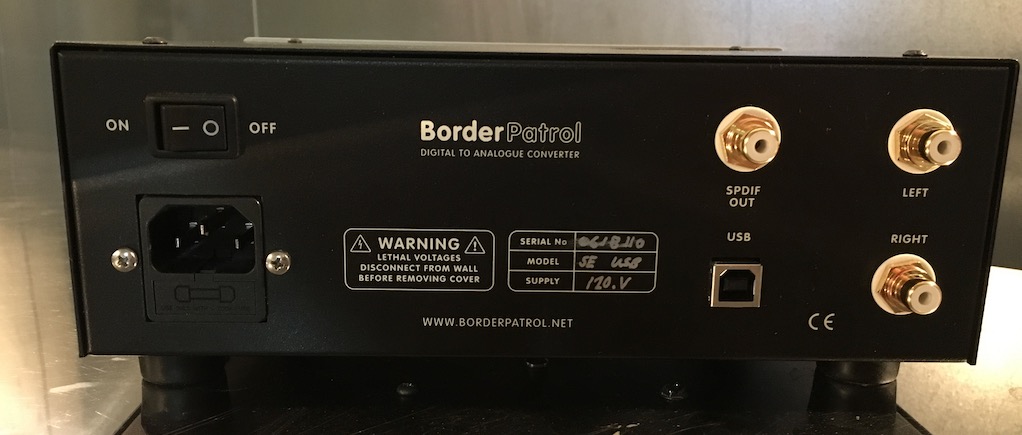 ON
OFF
BorderPatrol
DIGITAL TO ANALOGUE CONVERTER
SPDIF
OUT
LEFT
USB
RIGHT
WARNING
LETHAL VOLTAGES
DISCONNECT FROM WALL
BEFORE REMOVING COVER
SERIAL No
MODEL SE USB
SUPPLY 120.V
WWW.BORDERPATROL.NET
CE